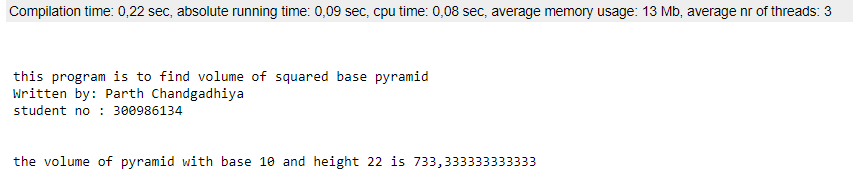 Compilation time: 0,22 sec, absolute running time: 0,09 sec, cpu time: 0,08 sec, average memory usage: 13 Mb, average nr of threads: 3
this program is to find volume of squared base pyramid
Written by: Parth Chandgadhiya
student no : 300986134
the volume of pyramid with base 10 and height 22 is 733,333333333333